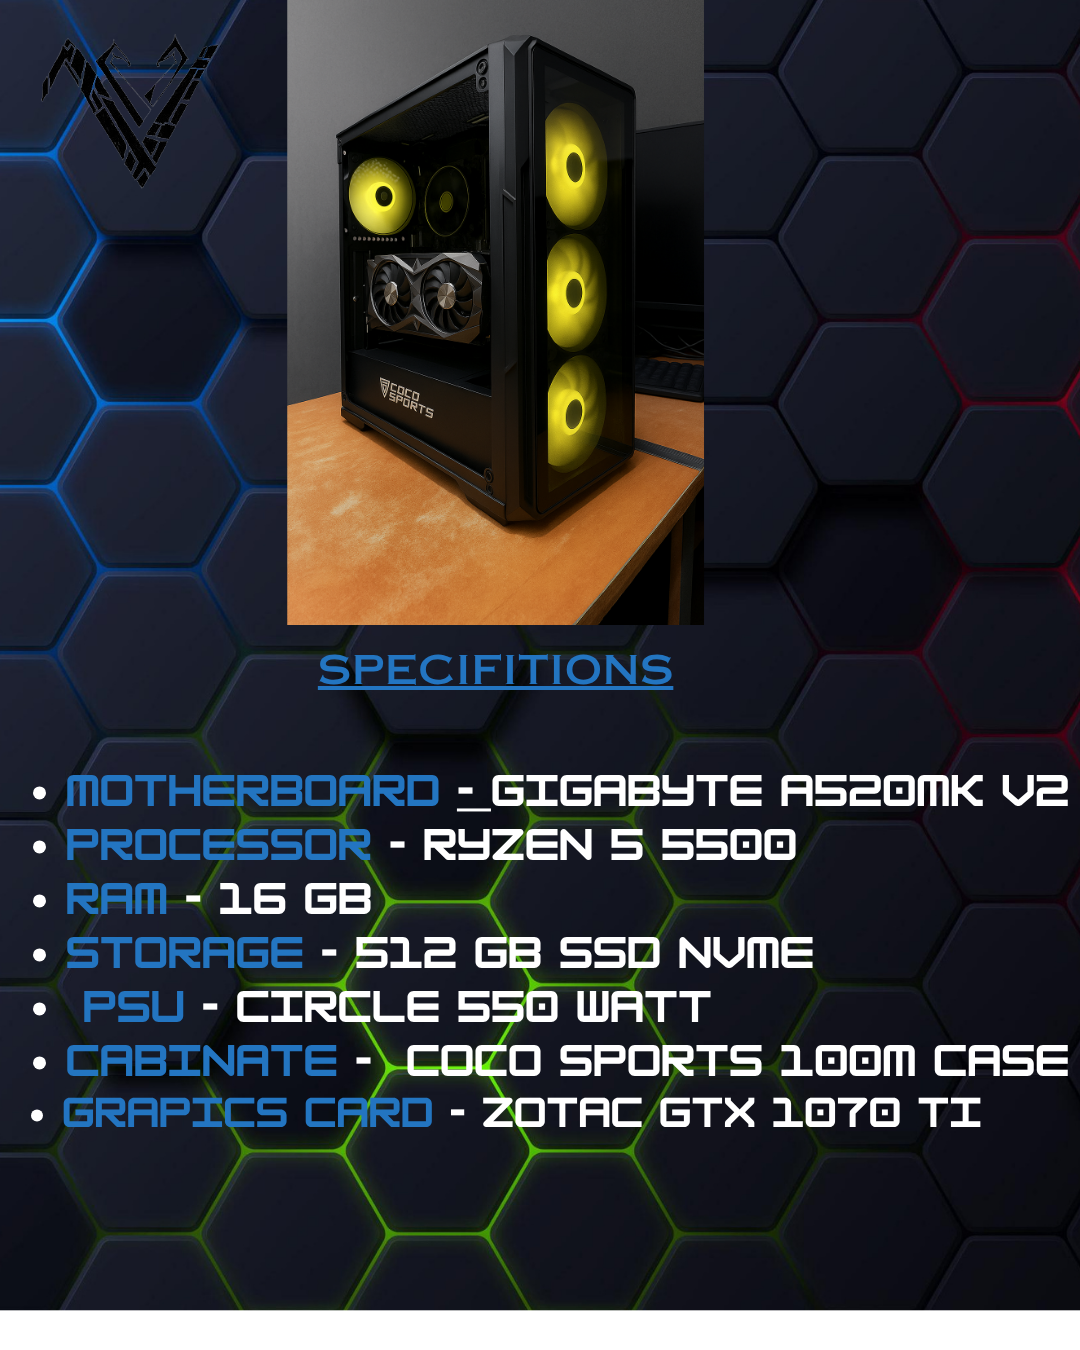 COCO
SPORTS
SPECIFITIONS
• MOTHERBOARD - GIGABYTE A520MK V2
• PROCESSOR - RYZEN 5 5500
• RAM - 16 GB
• STORAGE - 512 GB SSD NVME
• PSU - CIRCLE 550 WATT
• CABINATE - COCO SPORTS 100M CASE
• GRAPICS CARD - ZOTAC GTX 1070 TI